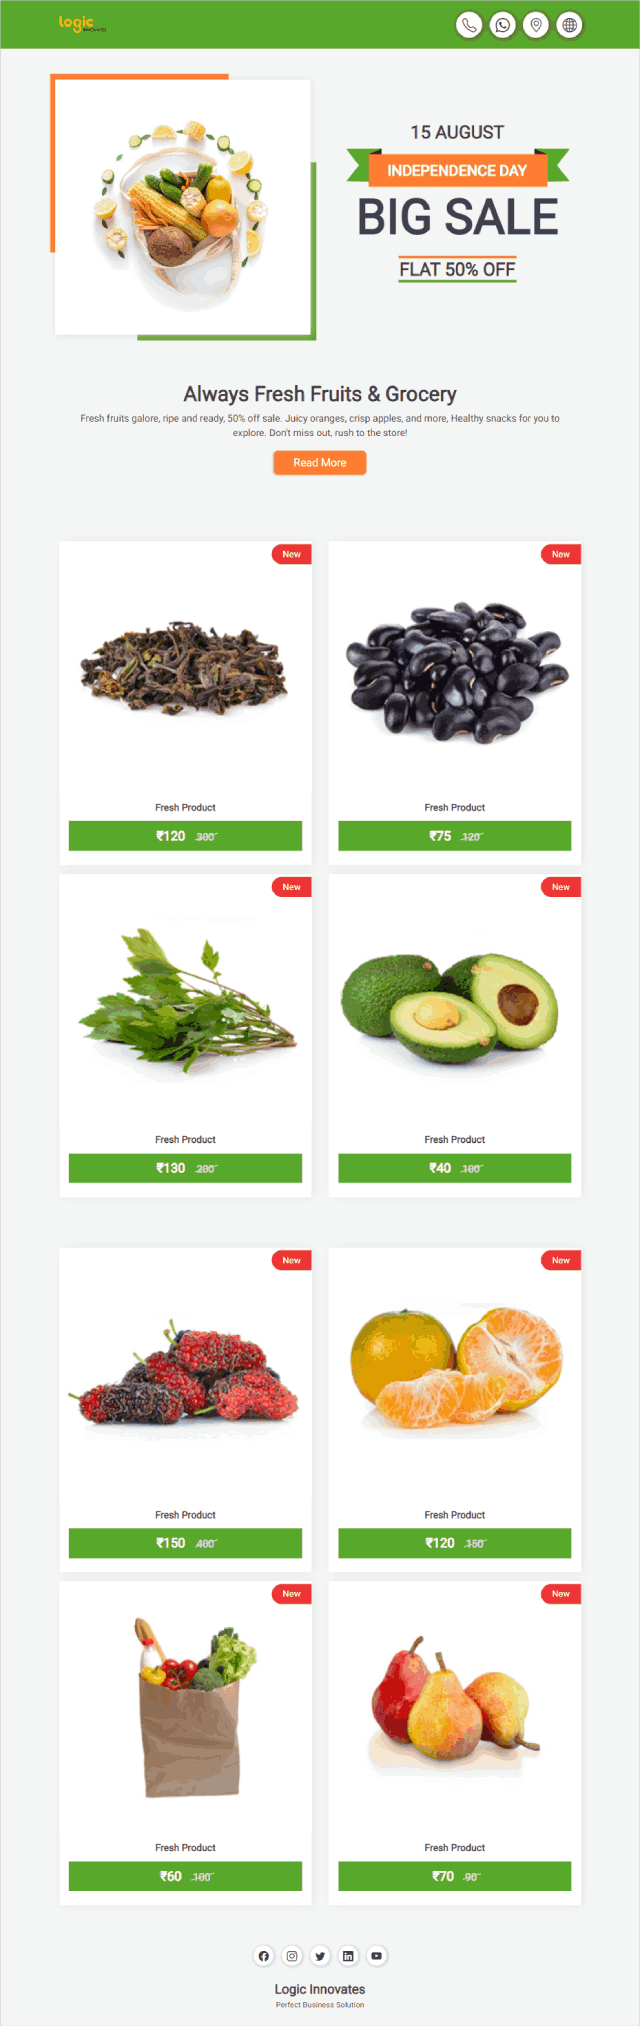 logic
INNOVATES
15 AUGUST
INDEPENDENCE DAY
BIG SALE
FLAT 50% OFF
Always Fresh Fruits & Grocery
Fresh fruits galore, ripe and ready, 50% off sale. Juicy oranges, crisp apples, and more, Healthy snacks for you to
explore. Don't miss out, rush to the store!
Read More
New
New
Fresh Product
Fresh Product
₹120 300
₹75 120
New
New
Fresh Product
Fresh Product
₹130 200
₹40 100
New
New
Fresh Product
Fresh Product
₹150 400
₹120 150
New
New
Fresh Product
Fresh Product
₹60 100
₹70 90
Logic Innovates
Perfect Business Solution